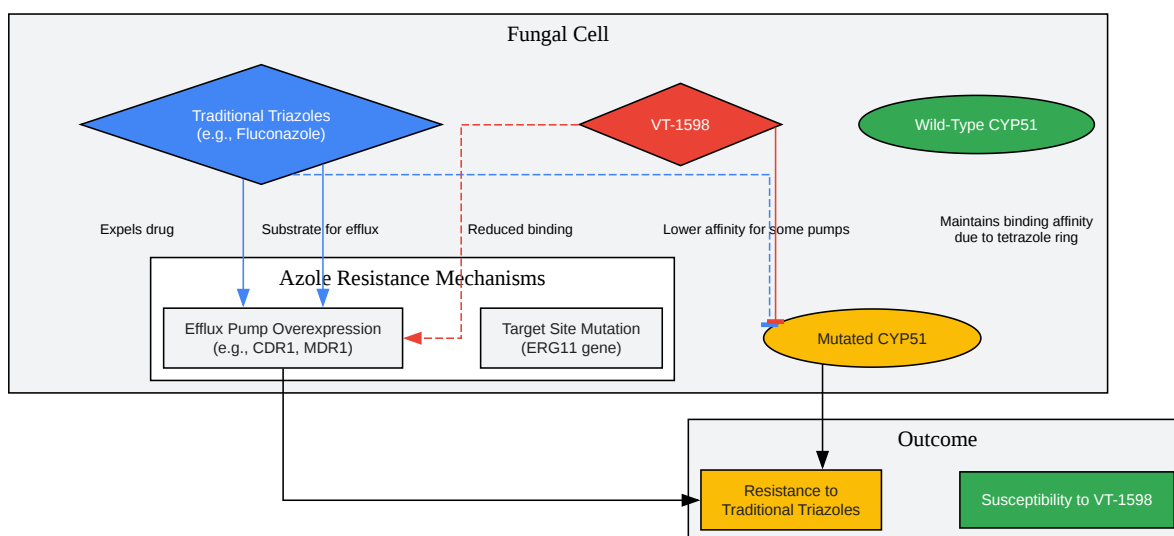 Fungal Cell
Traditional Triazoles
(e.g., Fluconazole)
VT-1598
Wild-Type CYP51
Expels drug
Substrate for efflux
Reduced binding
Lower affinity for some pumps
Maintains binding affinity
due to tetrazole ring
Azole Resistance Mechanisms
Efflux Pump Overexpression
(e.g., CDR1, MDR1)
Target Site Mutation
(ERG11 gene)
Mutated CYP51
Outcome
Resistance to
Traditional Triazoles
Susceptibility to VT-1598